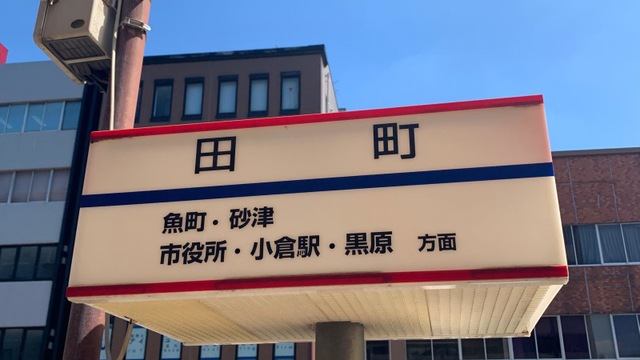 田町
魚町・砂津
市役所・小倉駅・黒原 方面